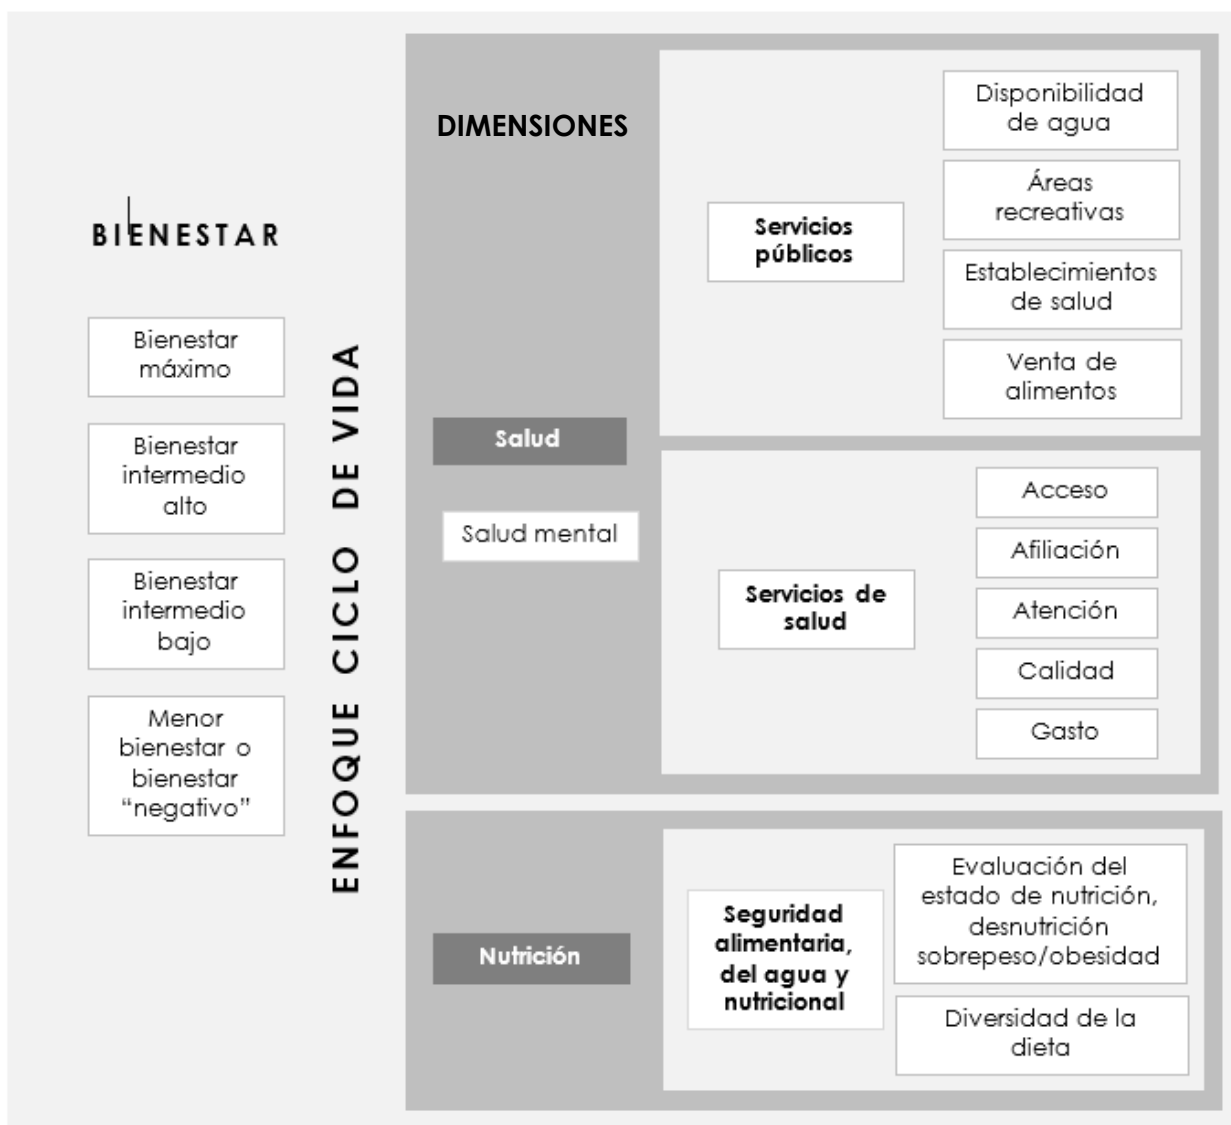 BIENESTAR
Bienestar
máximo
Bienestar
intermedio
alto
Bienestar
intermedio
bajo
Menor
bienestar o
bienestar
“negativo”
ENFOQUE CICLO DE VIDA
DIMENSIONES
Salud
Salud mental
Servicios
públicos
Disponibilidad
de agua
Áreas
recreativas
Establecimientos
de salud
Venta de
alimentos
Servicios de
salud
Acceso
Afiliación
Atención
Calidad
Gasto
Nutrición
Seguridad
alimentaria,
del agua y
nutricional
Evaluación del
estado de nutrición,
desnutrición
sobrepeso/obesidad
Diversidad de la
dieta